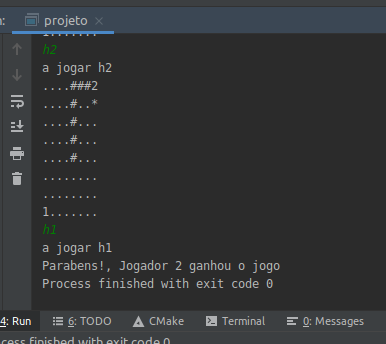 n:
projeto
1.......
h2
a jogar h2
....###2
....#..*
....#...
....#...
....#...
........
........
1.......
h1
a jogar h1
Parabens!, Jogador 2 ganhou o jogo
Process finished with exit code 0
4: Run 6: TODO CMake Terminal 0: Messages
cess finished with exit code 0